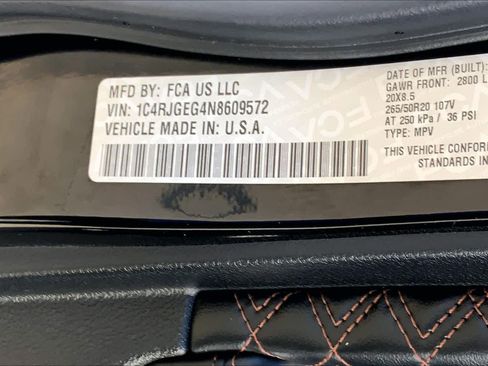 MFD BY: FCA US LLC
VIN: 1C4RJGEG4N8609572
VEHICLE MADE IN: U.S.A.
DATE OF MFR (BUILT):
GAWR FRONT: 2800 L
20X8.5
265/50R20 107V
AT 250 kPa / 36 PSI
TYPE: MPV
THIS VEHICLE CONFOR
STANDARDS IN